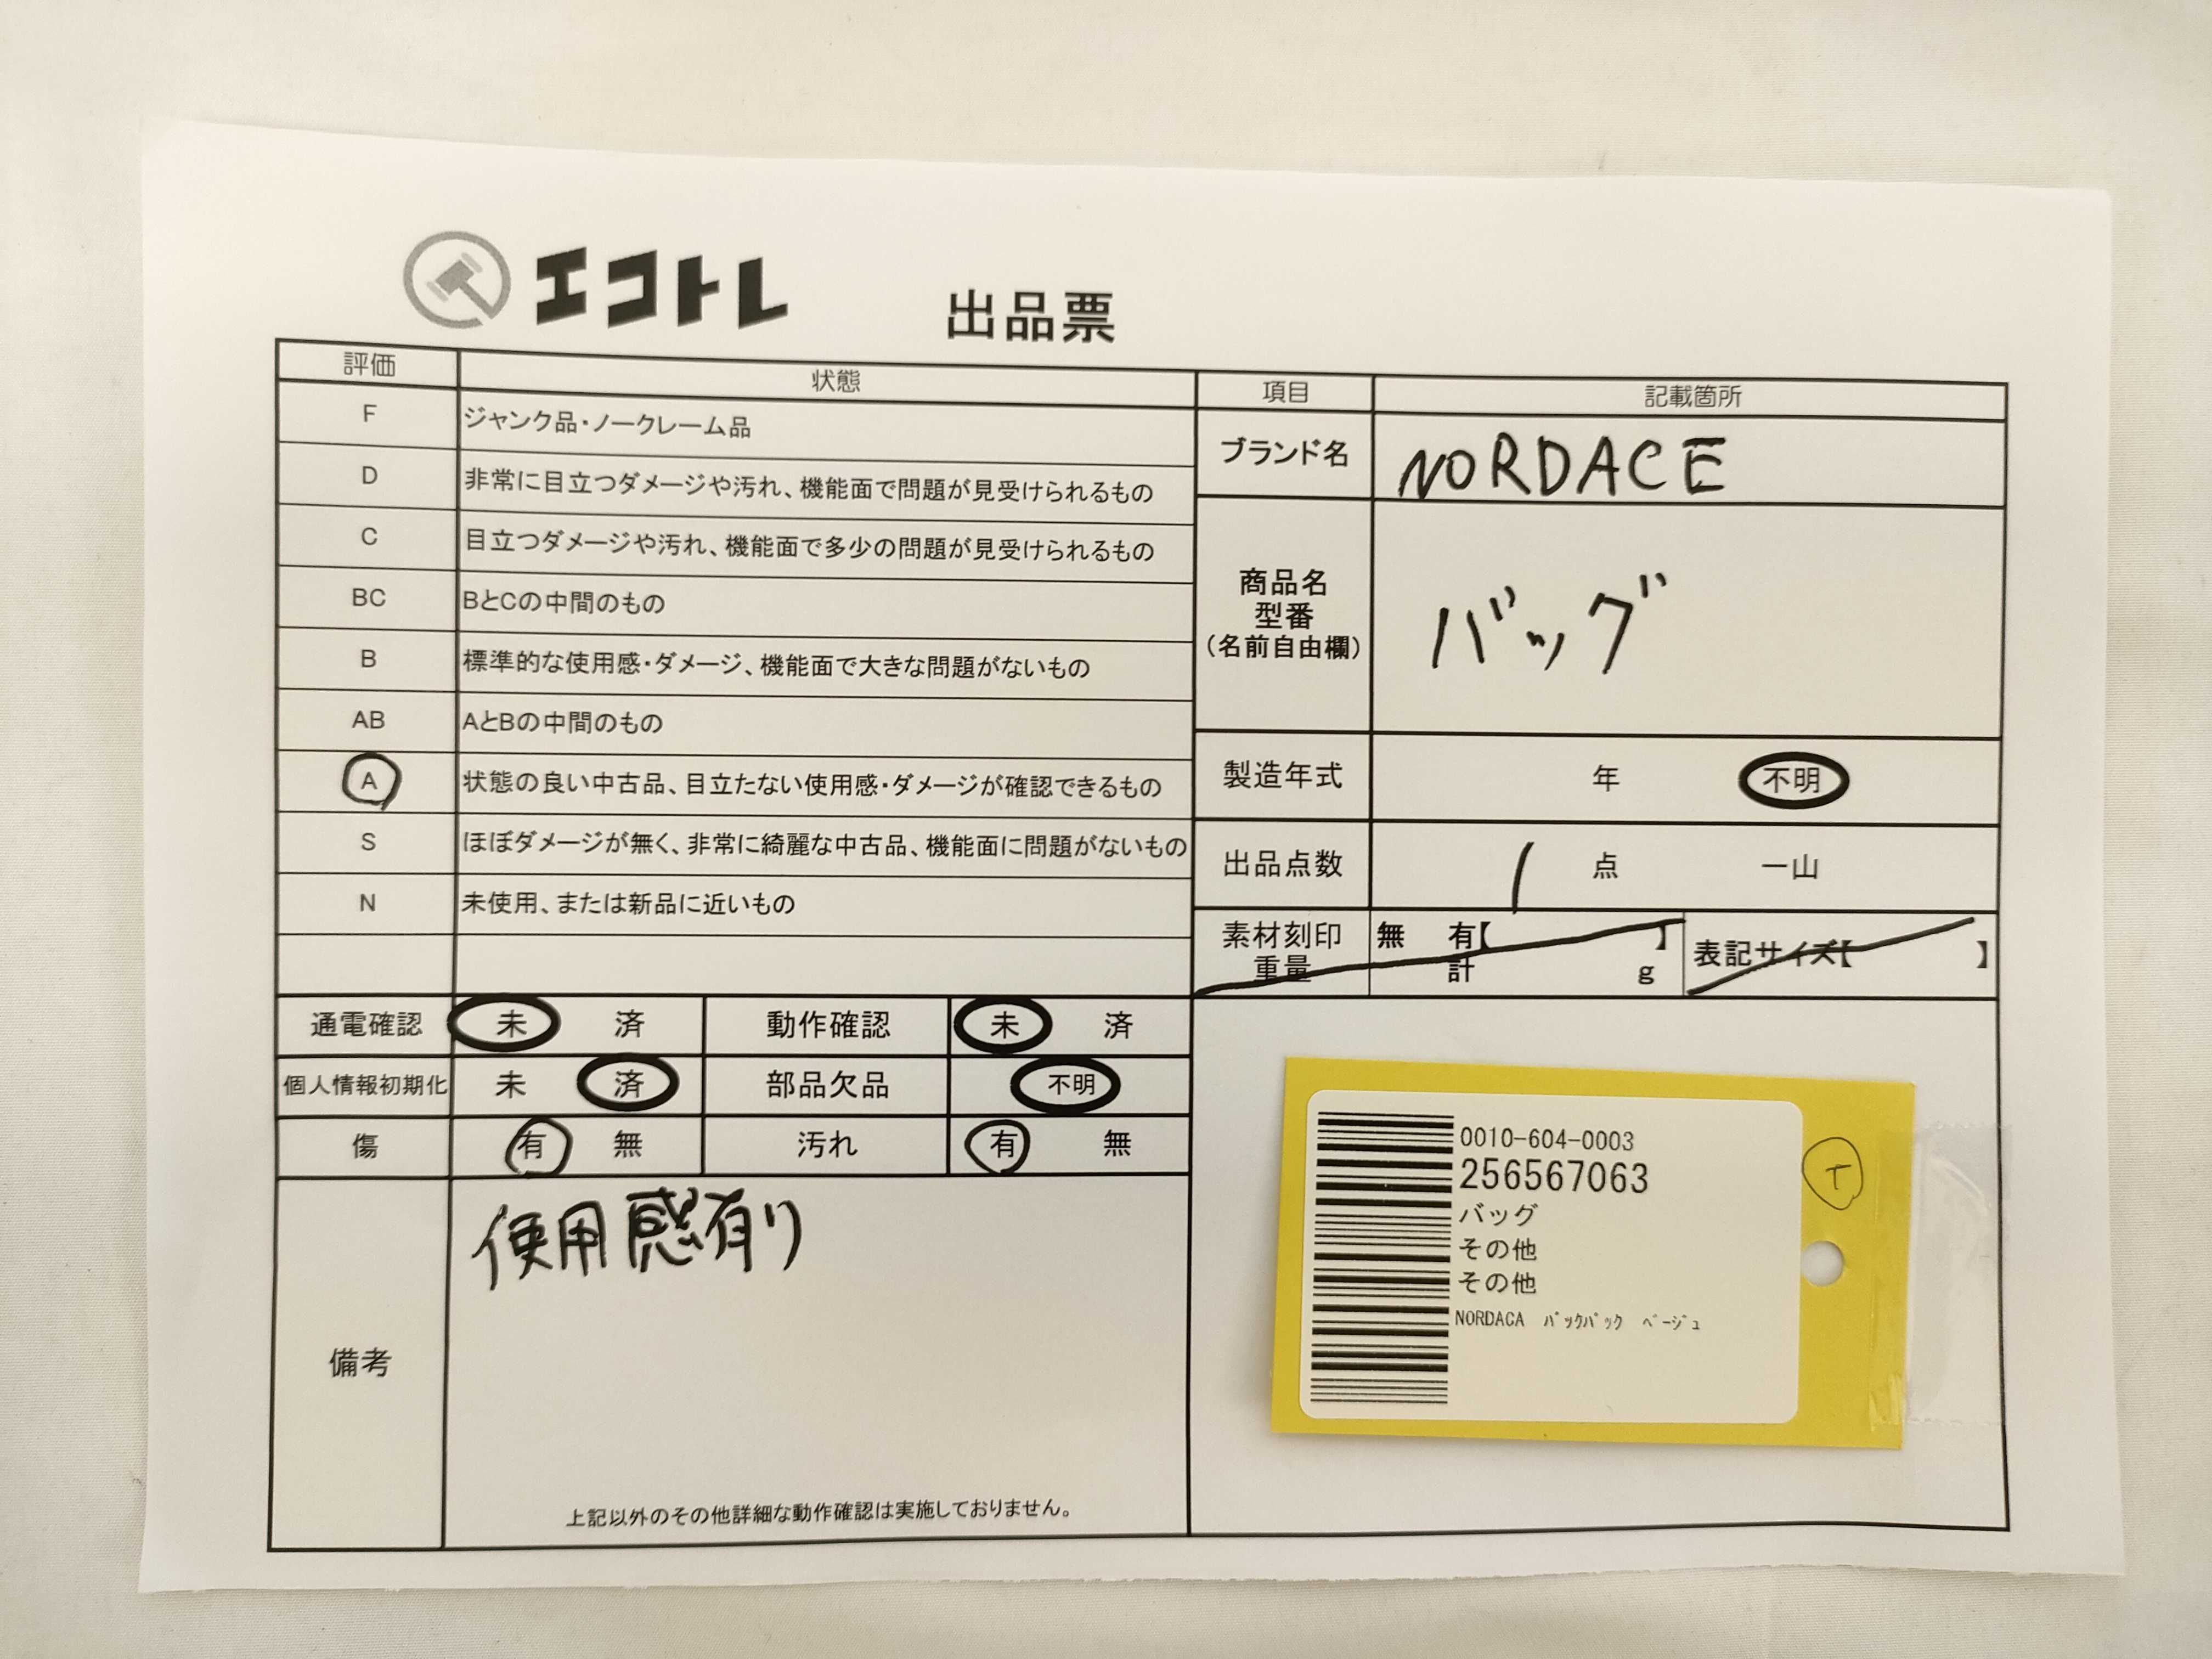 エコトレ
出品票
評価 状態
F ジャンク品・ノークレーム品
D 非常に目立つダメージや汚れ、機能面で問題が見受けられるもの
C 目立つダメージや汚れ、機能面で多少の問題が見受けられるもの
BC BとCの中間のもの
B 標準的な使用感・ダメージ、機能面で大きな問題がないもの
AB AとBの中間のもの
A 状態の良い中古品、目立たない使用感・ダメージが確認できるもの
S ほぼダメージが無く、非常に綺麗な中古品、機能面に問題がないもの
N 未使用、または新品に近いもの
項目 記載箇所
ブランド名 NORDACE
商品名
型番
(名前自由欄)
バッグ
製造年式 年 不明
出品点数 1 点 一山
素材刻印 無 有【 】
重量 計 g
表記サイズ【 】
通電確認 未 済 動作確認 未 済
個人情報初期化 未 済 部品欠品 不明
傷 有 無 汚れ 有 無
備考
使用感有り
上記以外のその他詳細な動作確認は実施しておりません。
0010-604-0003
256567063
バッグ
その他
その他
NORDACA ﾊﾞｯｸﾊﾟｯｸ ﾍﾞｰｼﾞｭ
T